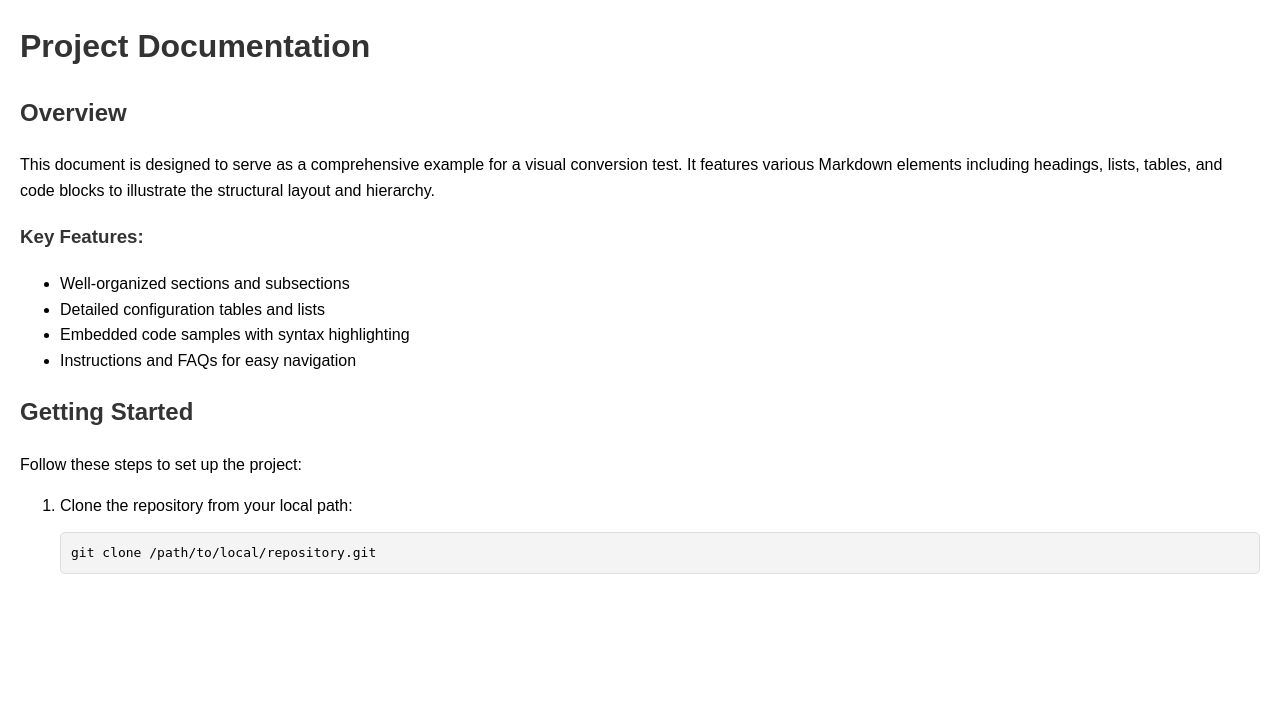 Project Documentation
Overview
This document is designed to serve as a comprehensive example for a visual conversion test. It features various Markdown elements including headings, lists, tables, and
code blocks to illustrate the structural layout and hierarchy.
Key Features:
• Well-organized sections and subsections
• Detailed configuration tables and lists
• Embedded code samples with syntax highlighting
• Instructions and FAQs for easy navigation
Getting Started
Follow these steps to set up the project:
1. Clone the repository from your local path:
git clone /path/to/local/repository.git